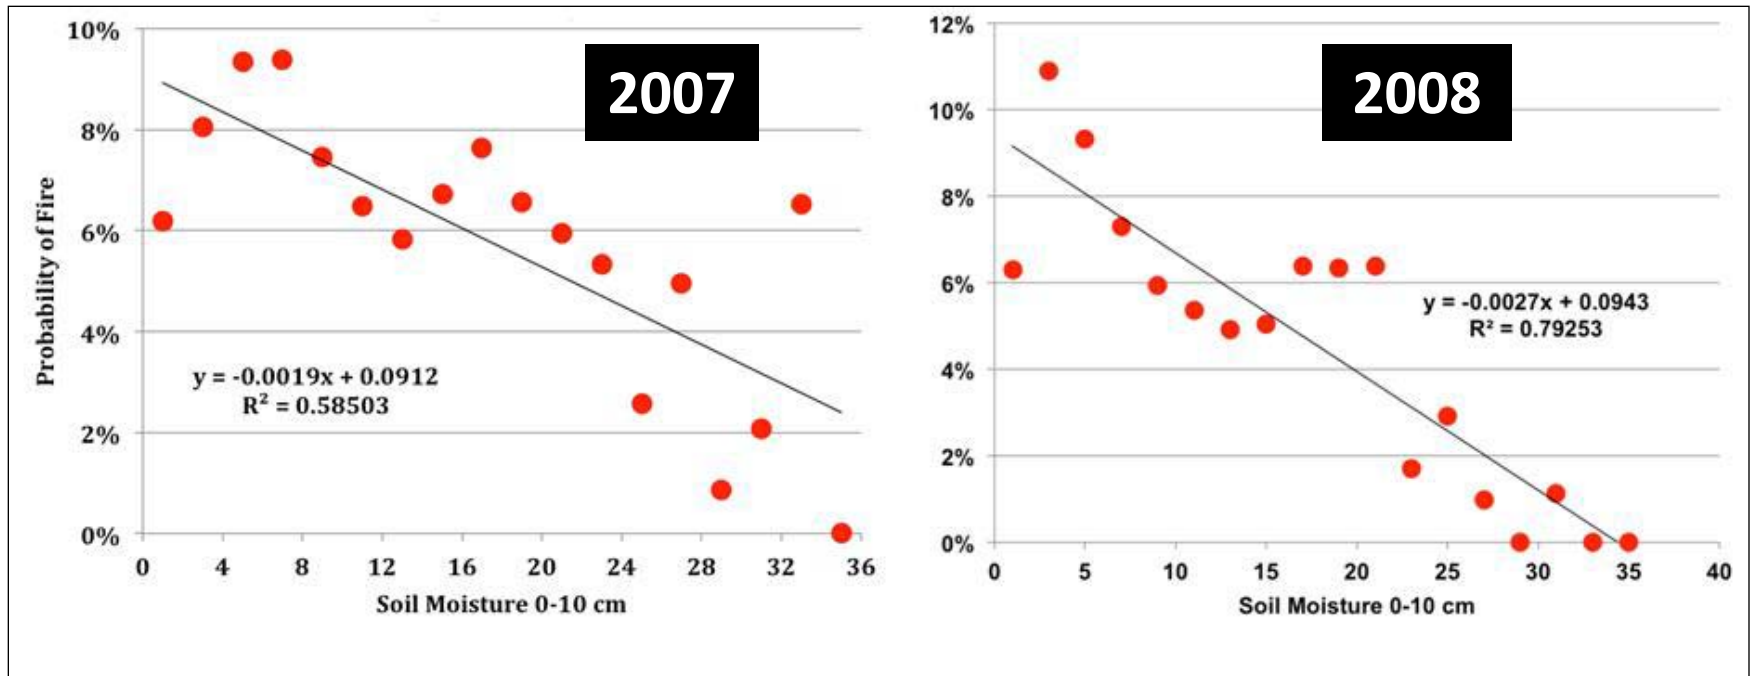 2007
10%
8%
6%
4%
2%
0%
Probability of Fire
y = -0.0019x + 0.0912
R² = 0.58503
0 4 8 12 16 20 24 28 32 36
Soil Moisture 0-10 cm
2008
12%
10%
8%
6%
4%
2%
0%
y = -0.0027x + 0.0943
R² = 0.79253
0 5 10 15 20 25 30 35 40
Soil Moisture 0-10 cm